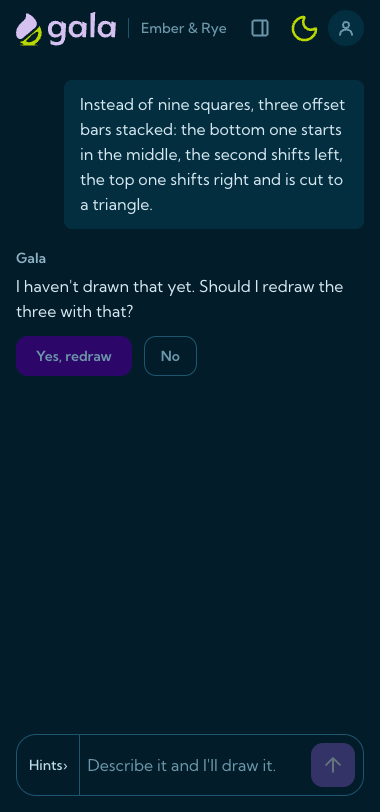 gala
Ember & Rye
Instead of nine squares, three offset
bars stacked: the bottom one starts
in the middle, the second shifts left,
the top one shifts right and is cut to
a triangle.
Gala
I haven't drawn that yet. Should I redraw the
three with that?
Yes, redraw
No
Hints›
Describe it and I'll draw it.